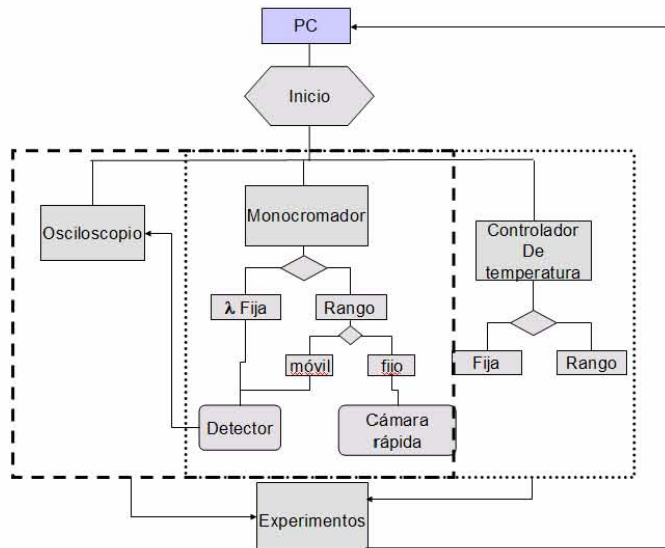 PC
Inicio
Osciloscopio
Monocromador
Controlador
De
temperatura
λ Fija
Rango
móvil
fijo
Fija
Rango
Detector
Cámara
rápida
Experimentos